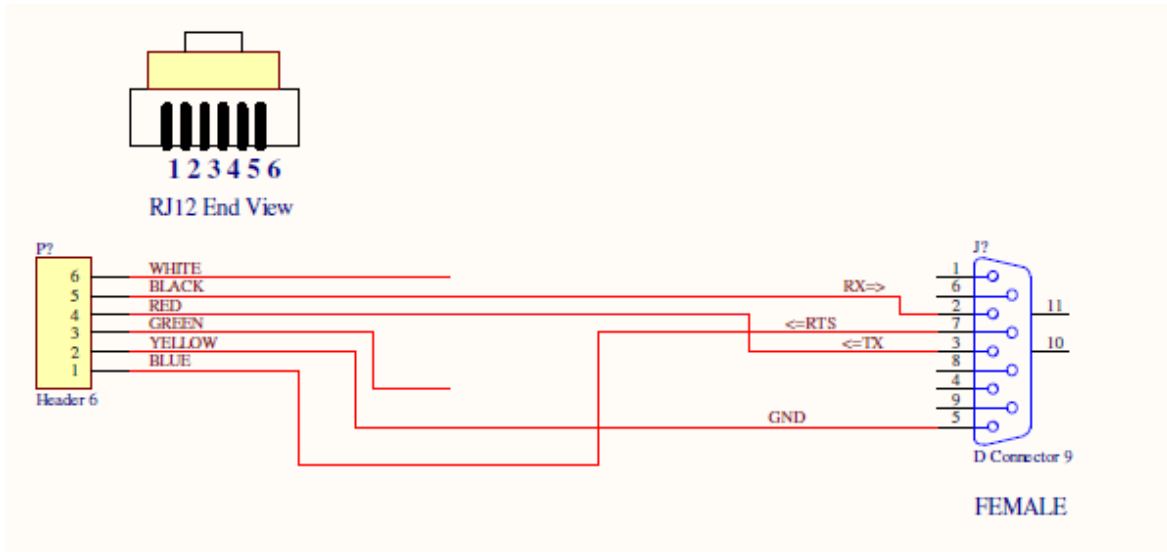 1 2 3 4 5 6
RJ12 End View
P?
6 WHITE
5 BLACK
4 RED
3 GREEN
2 YELLOW
1 BLUE
Header 6
RX=>
<=RTS
<=TX
GND
J?
1
6
2
7
3
8
4
9
5
11
10
D Connector 9
FEMALE